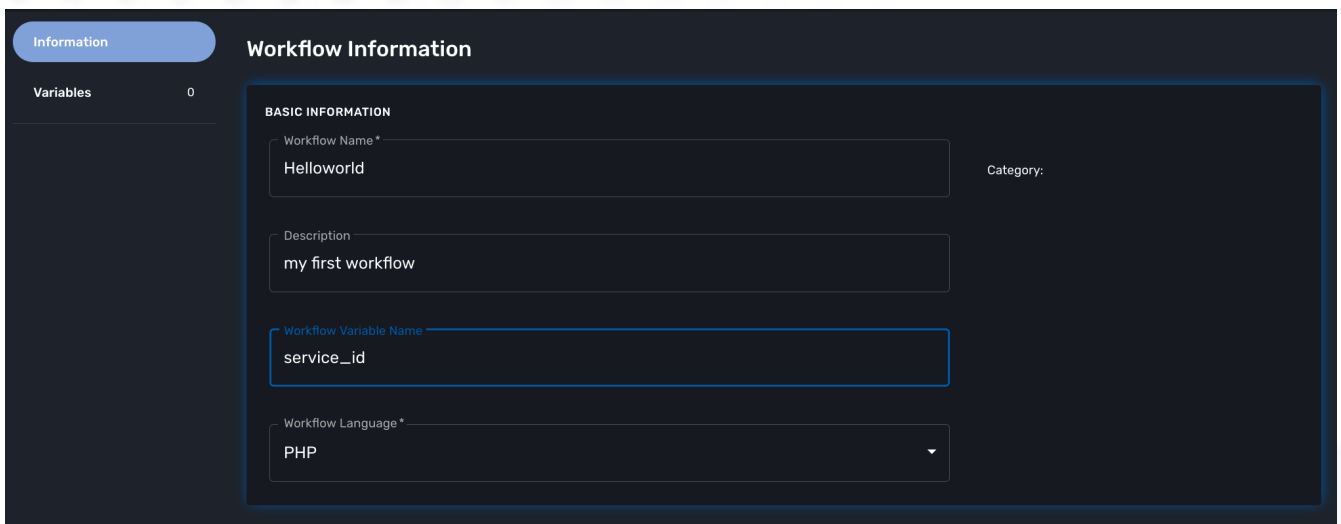 Information
Workflow Information
Variables 0
BASIC INFORMATION
Workflow Name*
Helloworld
Category:
Description
my first workflow
Workflow Variable Name
service_id
Workflow Language*
PHP